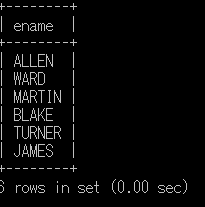 +--------+
| ename  |
+--------+
| ALLEN  |
| WARD   |
| MARTIN |
| BLAKE  |
| TURNER |
| JAMES  |
+--------+
6 rows in set (0.00 sec)